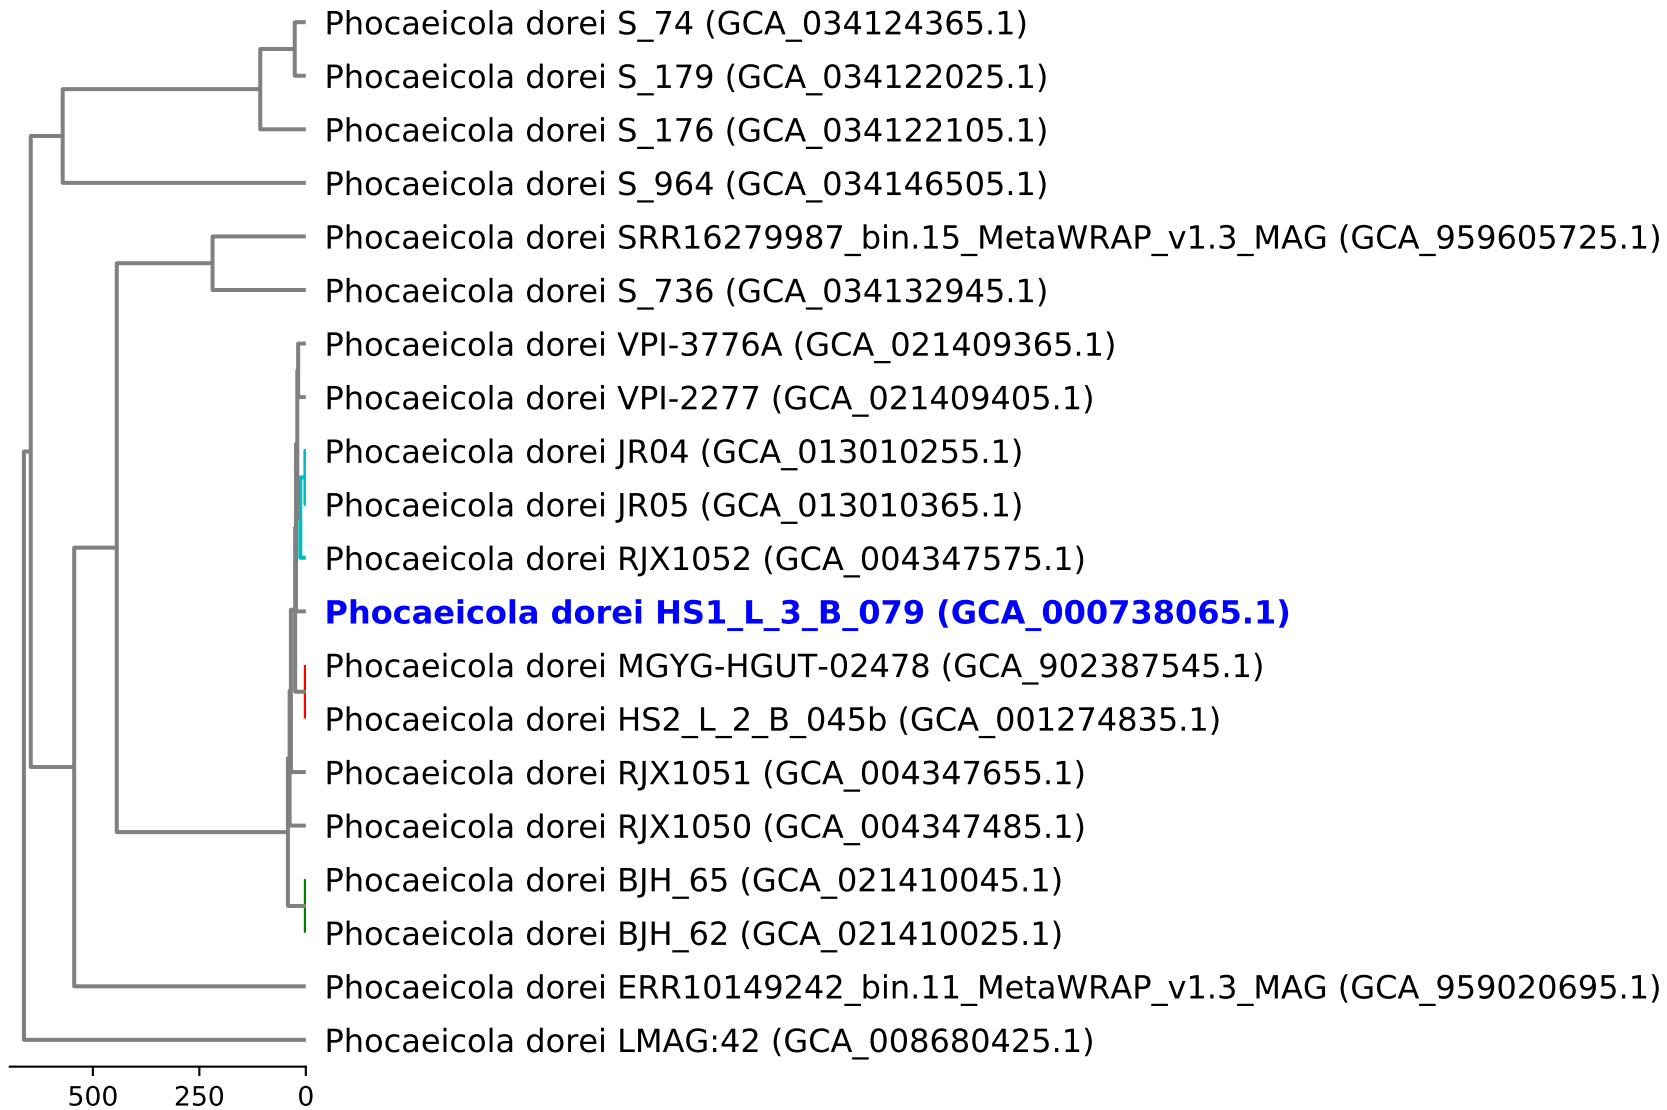 Phocaeicola dorei S_74 (GCA_034124365.1)
Phocaeicola dorei S_179 (GCA_034122025.1)
Phocaeicola dorei S_176 (GCA_034122105.1)
Phocaeicola dorei S_964 (GCA_034146505.1)
Phocaeicola dorei SRR16279987_bin.15_MetaWRAP_v1.3_MAG (GCA_959605725.1)
Phocaeicola dorei S_736 (GCA_034132945.1)
Phocaeicola dorei VPI-3776A (GCA_021409365.1)
Phocaeicola dorei VPI-2277 (GCA_021409405.1)
Phocaeicola dorei JR04 (GCA_013010255.1)
Phocaeicola dorei JR05 (GCA_013010365.1)
Phocaeicola dorei RJX1052 (GCA_004347575.1)
Phocaeicola dorei HS1_L_3_B_079 (GCA_000738065.1)
Phocaeicola dorei MGYG-HGUT-02478 (GCA_902387545.1)
Phocaeicola dorei HS2_L_2_B_045b (GCA_001274835.1)
Phocaeicola dorei RJX1051 (GCA_004347655.1)
Phocaeicola dorei RJX1050 (GCA_004347485.1)
Phocaeicola dorei BJH_65 (GCA_021410045.1)
Phocaeicola dorei BJH_62 (GCA_021410025.1)
Phocaeicola dorei ERR10149242_bin.11_MetaWRAP_v1.3_MAG (GCA_959020695.1)
Phocaeicola dorei LMAG:42 (GCA_008680425.1)
500 250 0